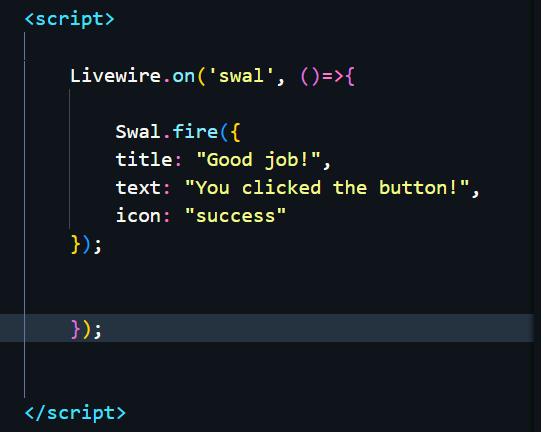 <script>
Livewire.on('swal', ()=>{
Swal.fire({
title: "Good job!",
text: "You clicked the button!",
icon: "success"
});
});
</script>